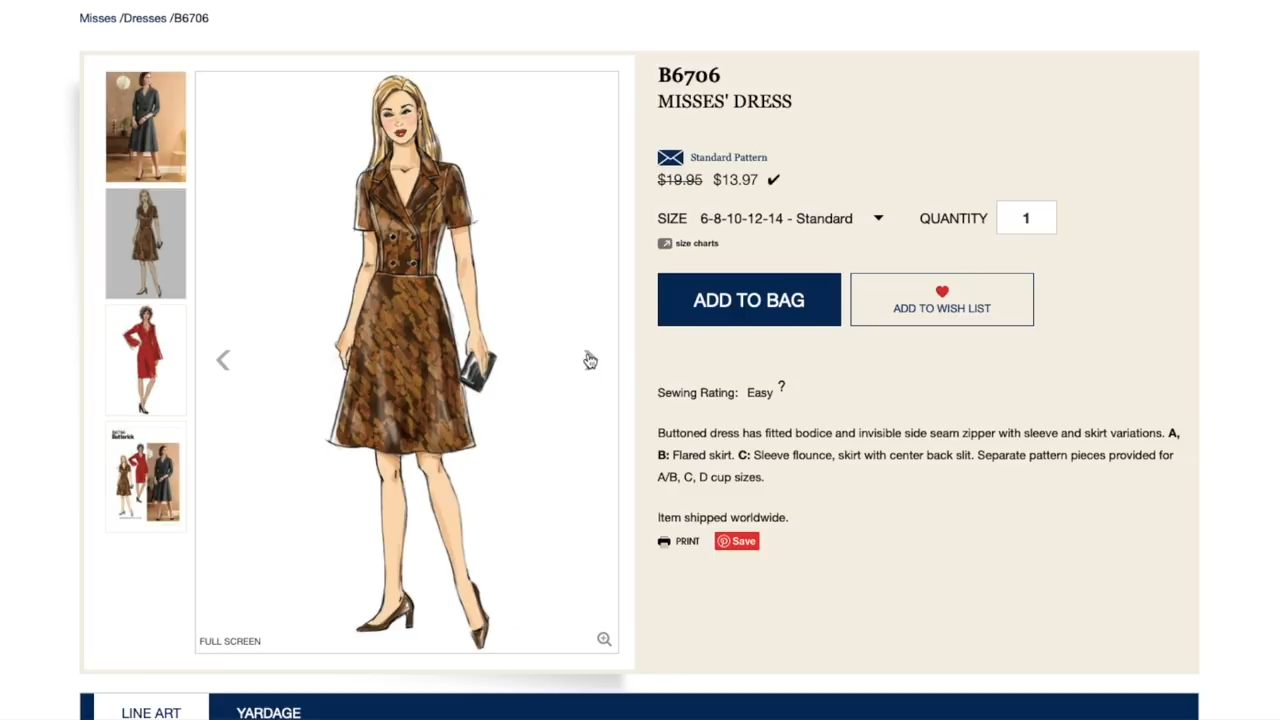 Misses /Dresses /B6706
B6706
MISSES' DRESS
Standard Pattern
$19.95 $13.97 ✔
SIZE 6-8-10-12-14 - Standard QUANTITY 1
size charts
ADD TO BAG
ADD TO WISH LIST
Sewing Rating: Easy ?
Buttoned dress has fitted bodice and invisible side seam zipper with sleeve and skirt variations. A,
B: Flared skirt. C: Sleeve flounce, skirt with center back slit. Separate pattern pieces provided for
A/B, C, D cup sizes.
Item shipped worldwide.
PRINT Save
Butterick
FULL SCREEN
LINE ART YARDAGE